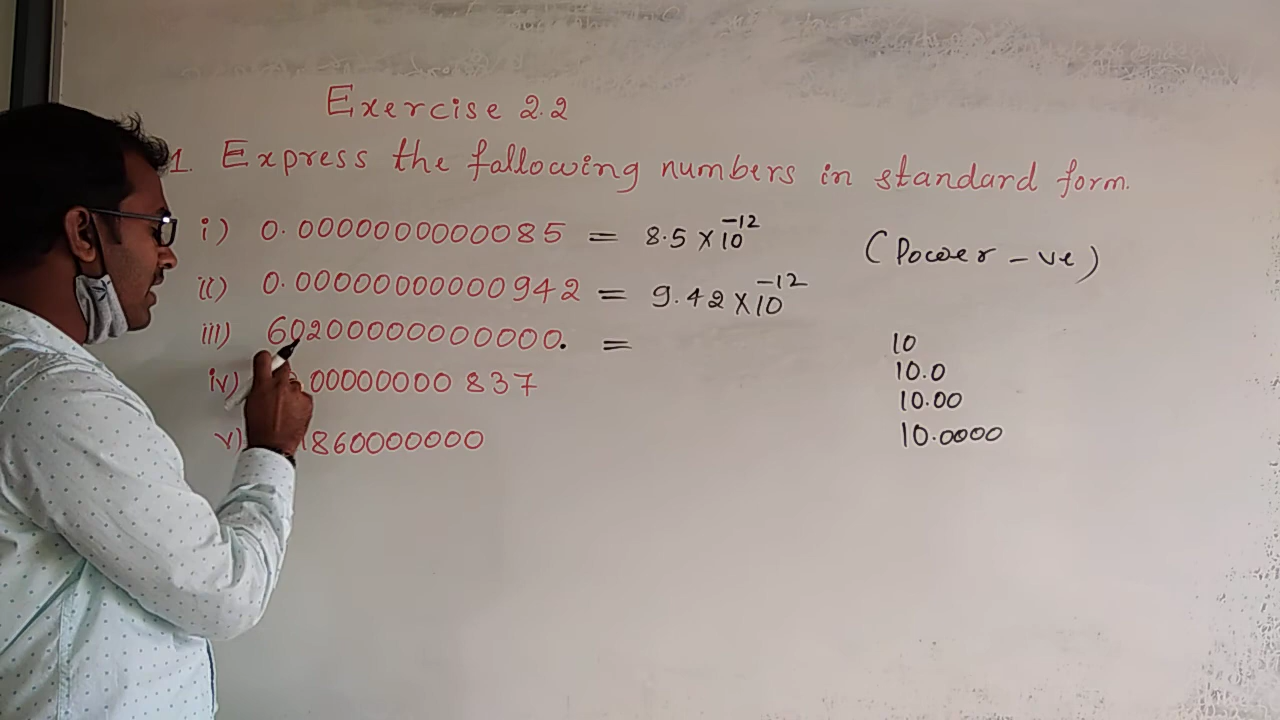 Exercise 2.2
1. Express the following numbers in standard form.
i) 0.0000000000085 = 8.5 × 10⁻¹² (Power - ve)
ii) 0.00000000000942 = 9.42 × 10⁻¹²
iii) 6020000000000000. =
10
iv) .00000000 837
10.0
10.00
v) 1860000000
10.0000